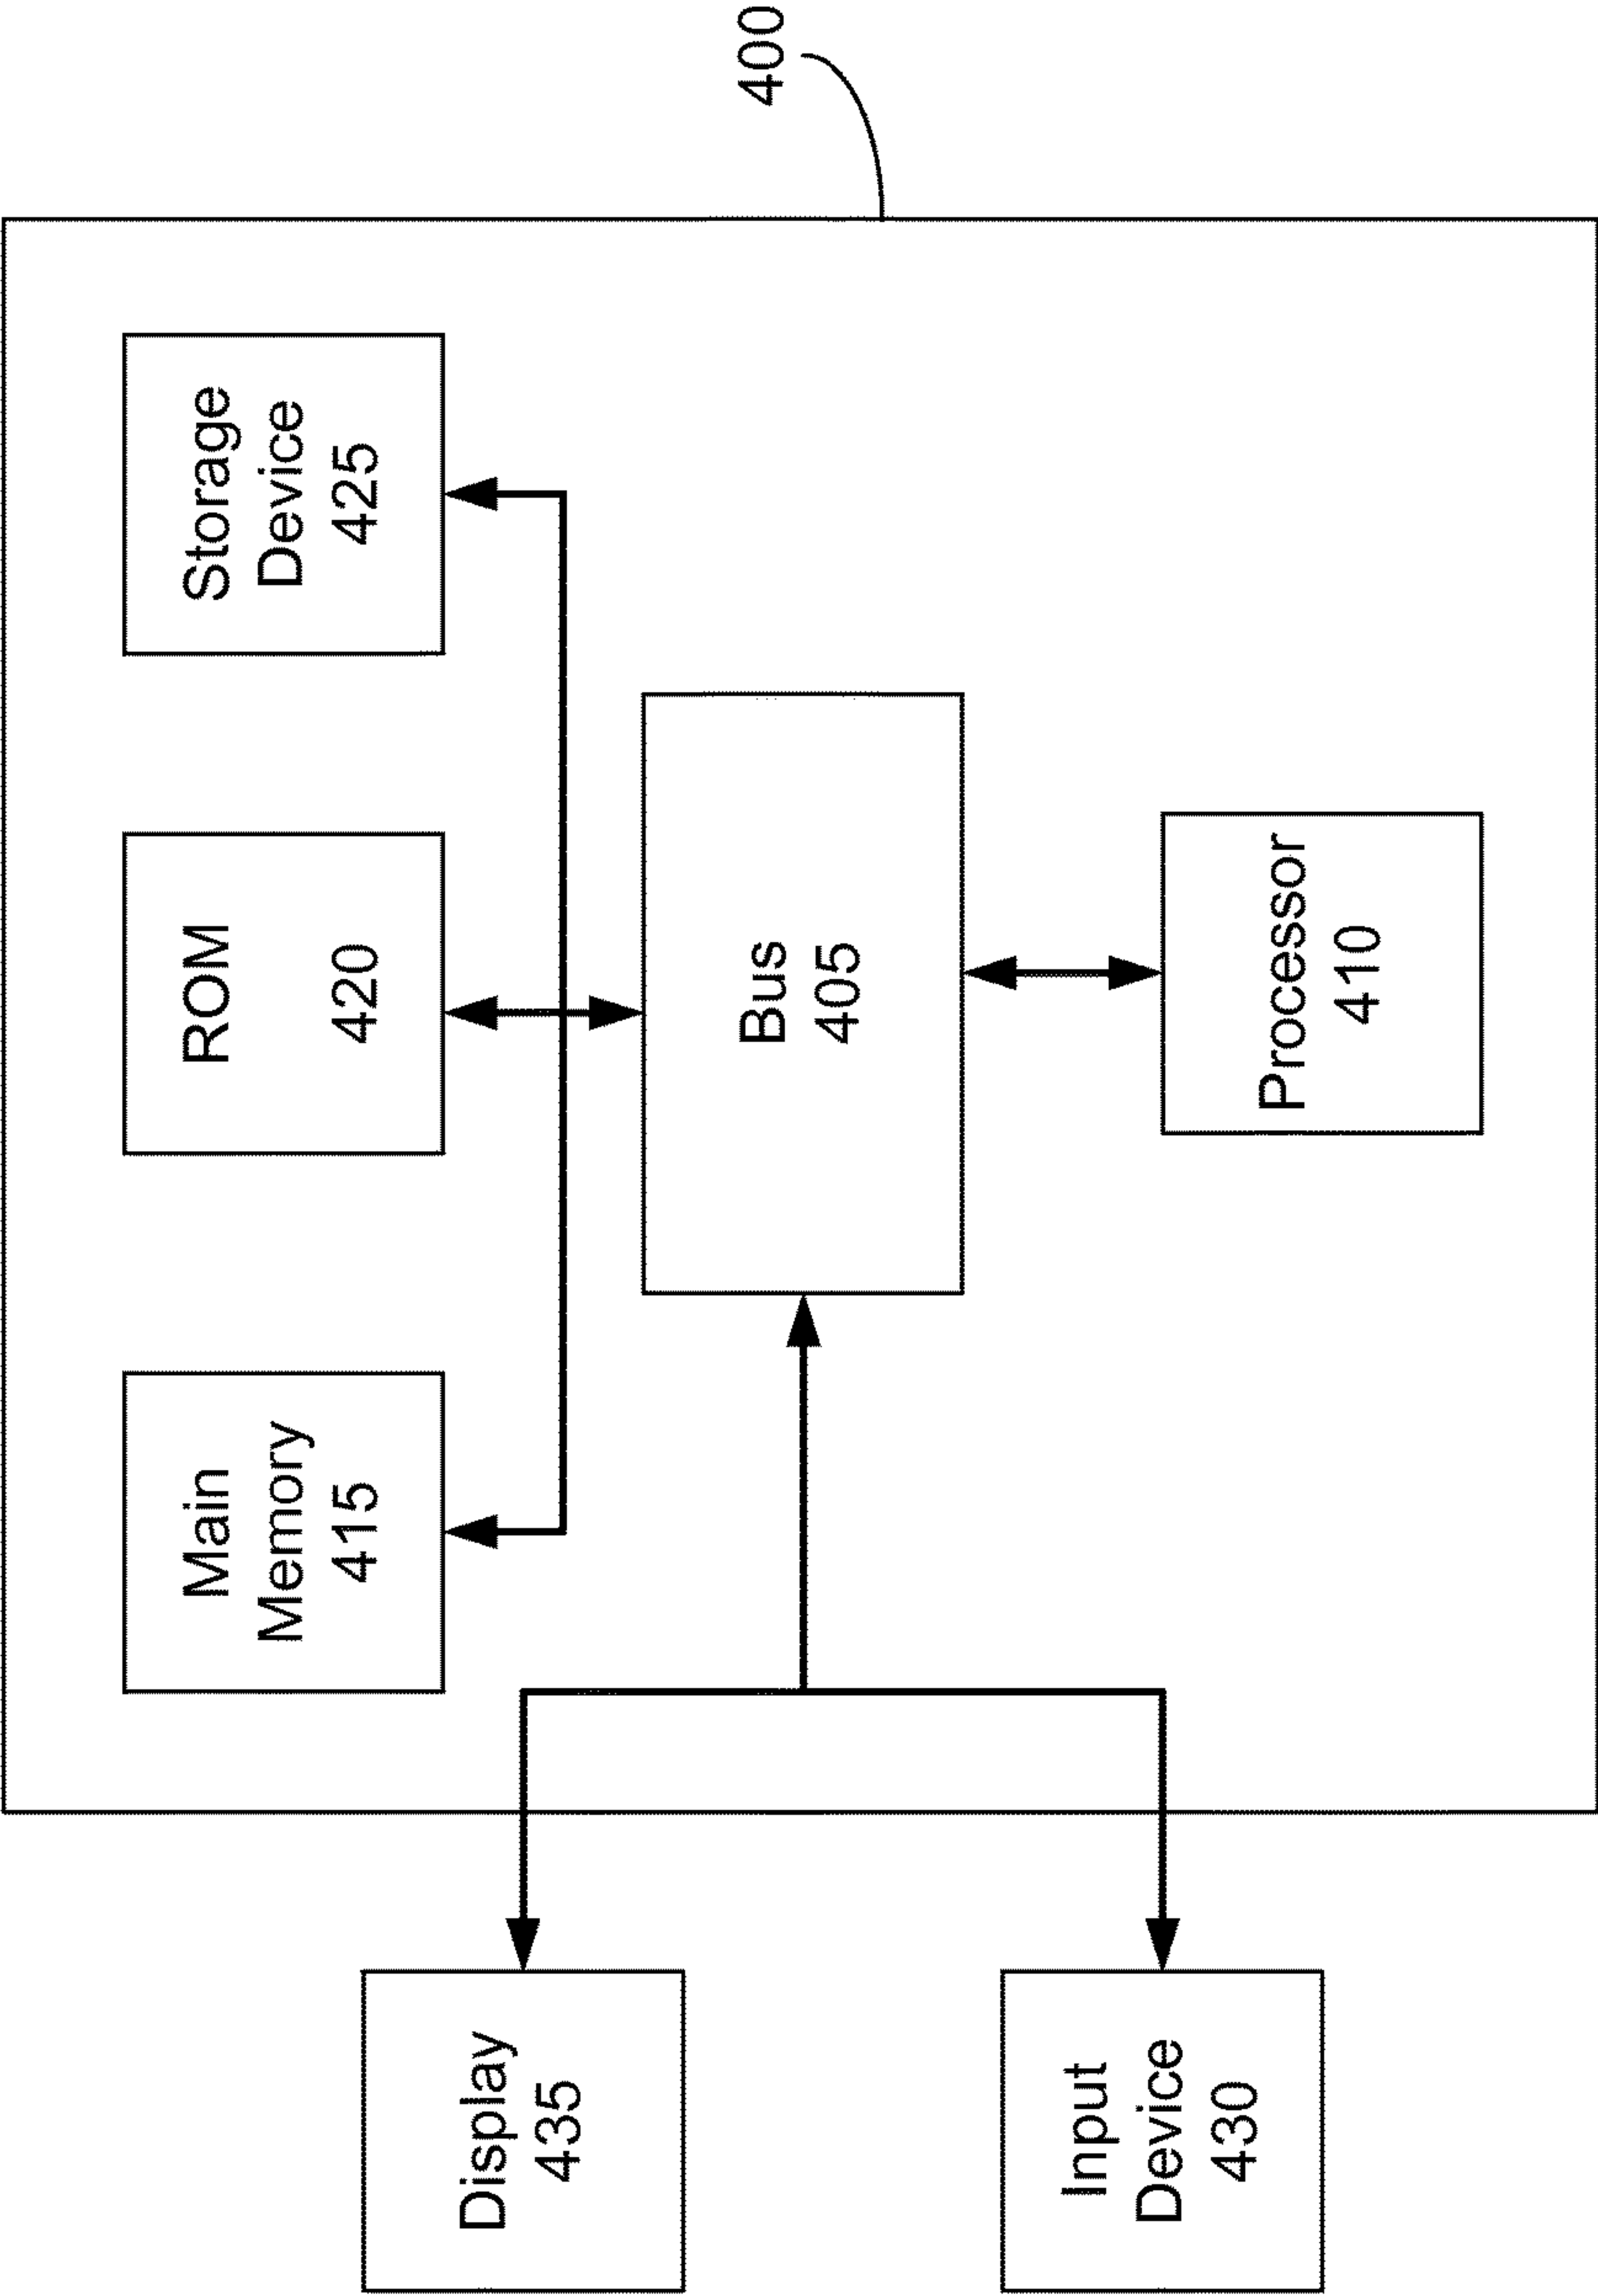 400
Main
Memory
415
ROM
420
Storage
Device
425
Display
435
Bus
405
Input
Device
430
Processor
410